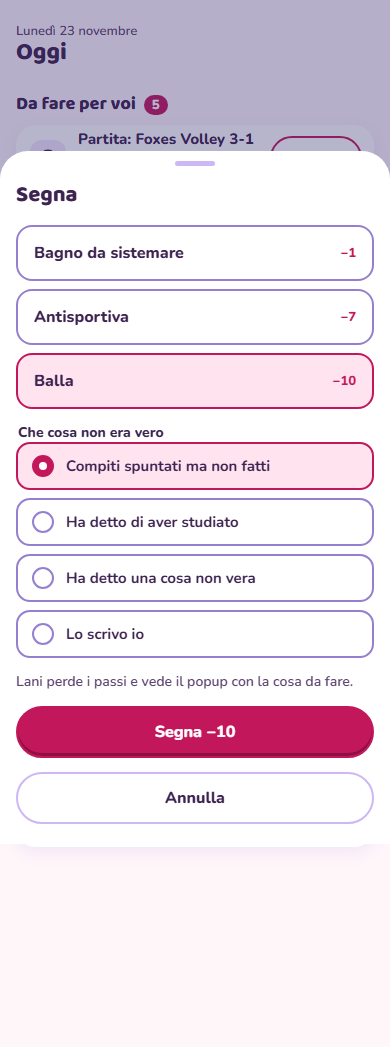 Lunedì 23 novembre
Oggi
Da fare per voi 5
Partita: Foxes Volley 3-1
Segna
Bagno da sistemare −1
Antisportiva −7
Balla −10
Che cosa non era vero
Compiti spuntati ma non fatti
Ha detto di aver studiato
Ha detto una cosa non vera
Lo scrivo io
Lani perde i passi e vede il popup con la cosa da fare.
Segna −10
Annulla